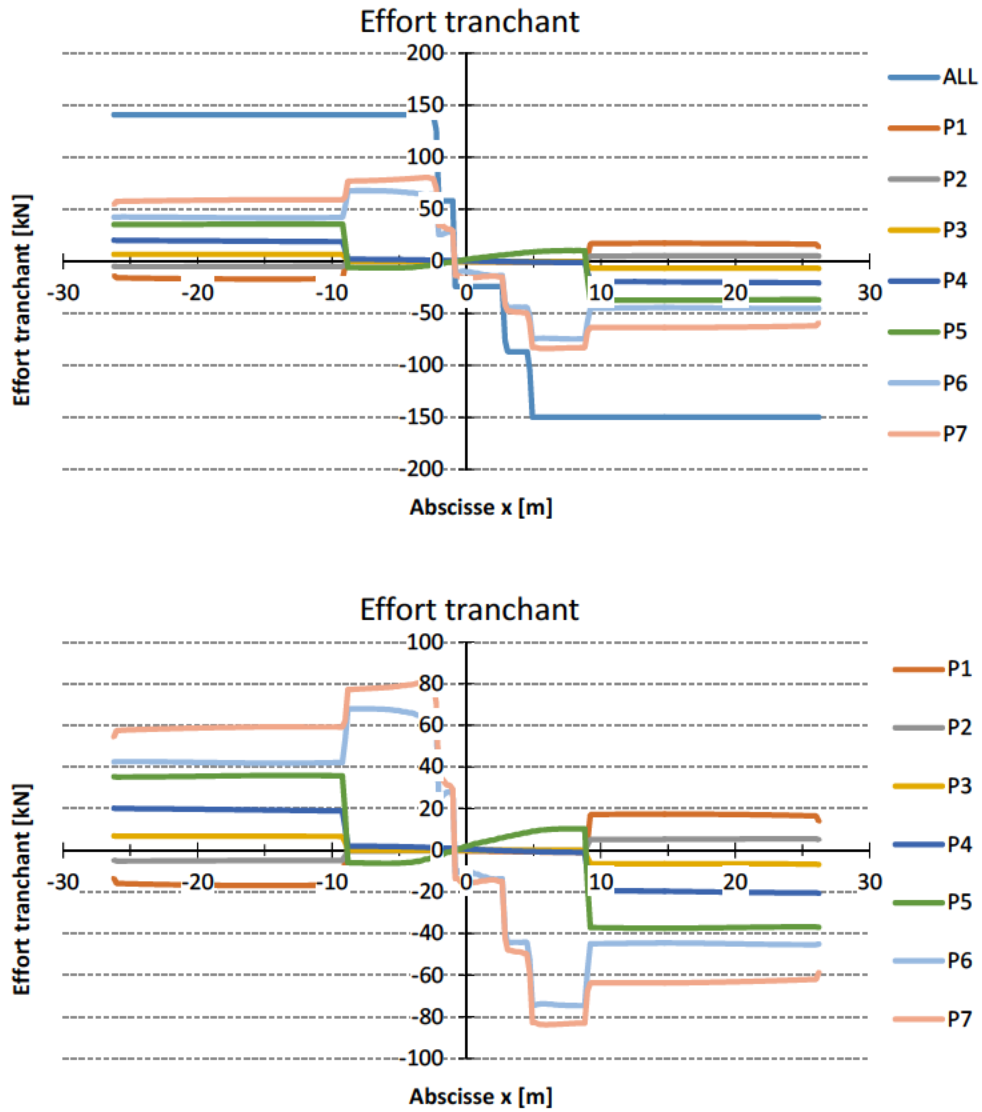 Effort tranchant
200
150
100
50
0
-50
-100
-150
-200
-30
-20
-10
0
10
20
30
Effort tranchant [kN]
Abscisse x [m]
ALL
P1
P2
P3
P4
P5
P6
P7
Effort tranchant
100
80
60
40
20
0
-20
-40
-60
-80
-100
-30
-20
-10
0
10
20
30
Effort tranchant [kN]
Abscisse x [m]
P1
P2
P3
P4
P5
P6
P7